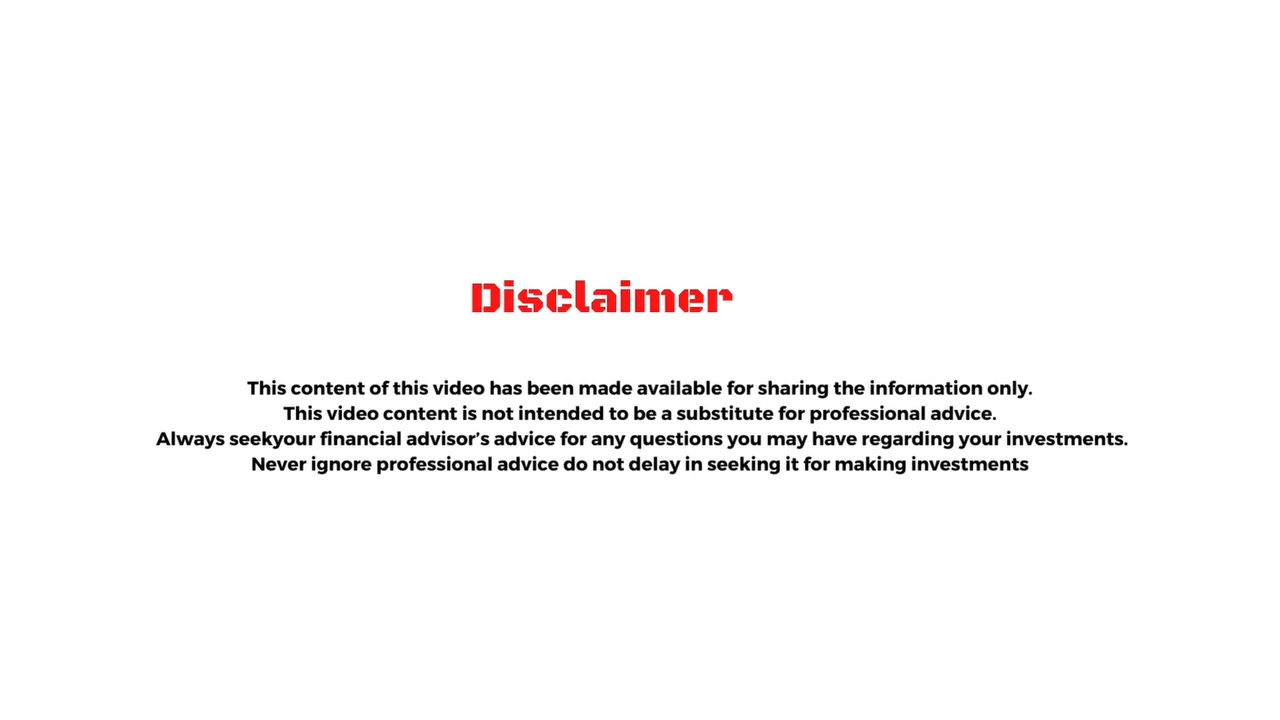 Disclaimer
This content of this video has been made available for sharing the information only.
This video content is not intended to be a substitute for professional advice.
Always seekyour financial advisor’s advice for any questions you may have regarding your investments.
Never ignore professional advice do not delay in seeking it for making investments